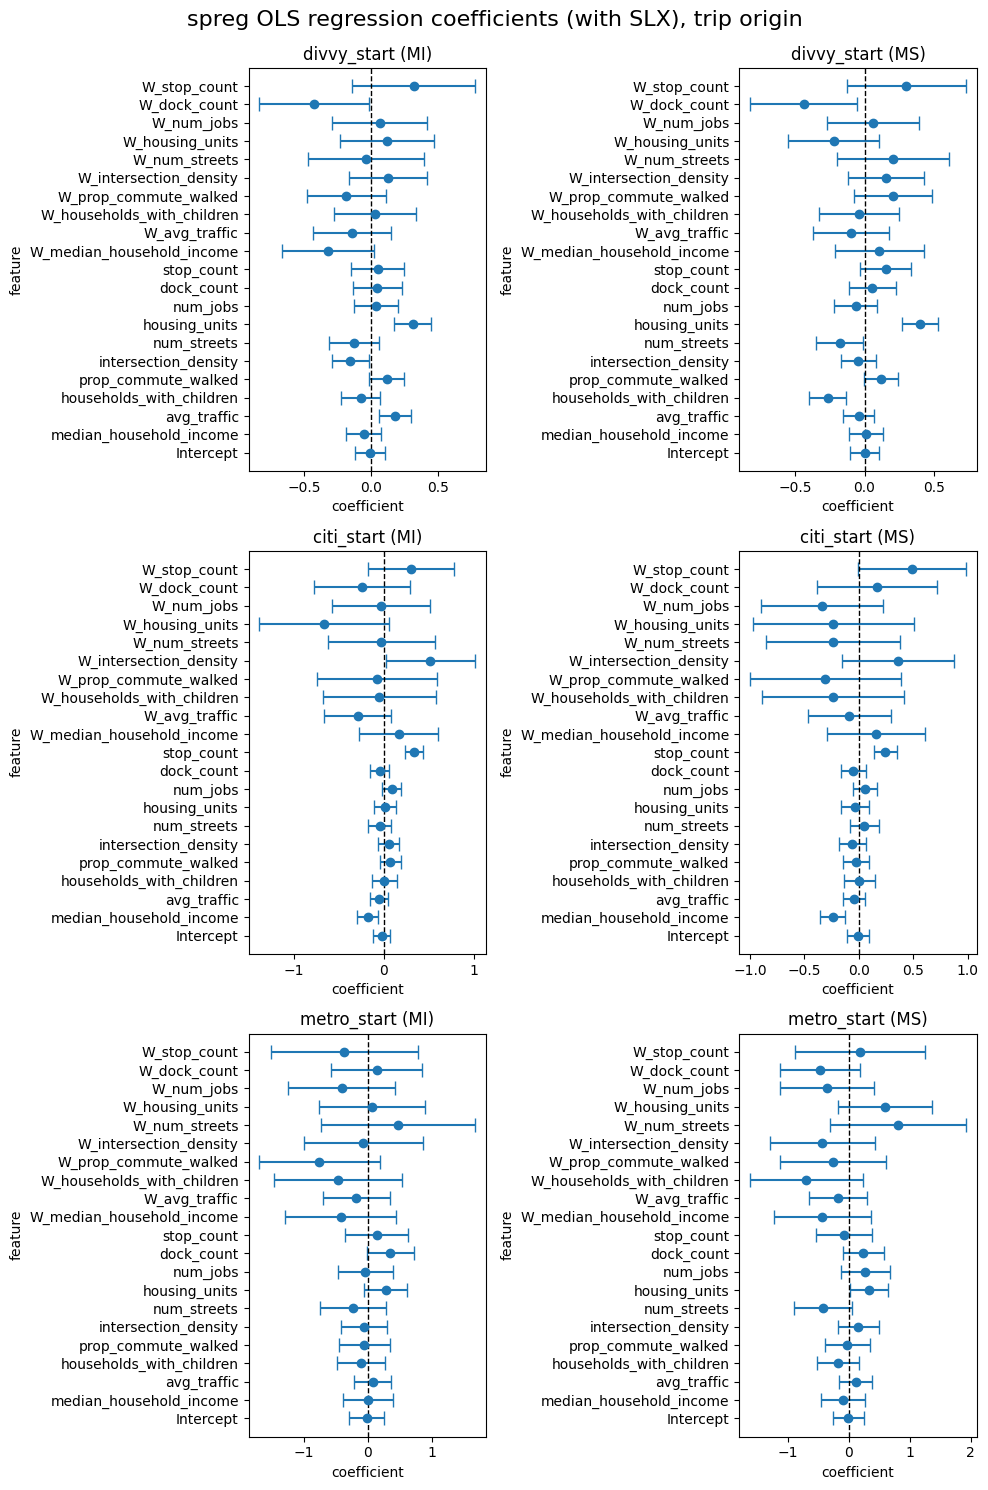 spreg OLS regression coefficients (with SLX), trip origin
divvy_start (MI)
W_stop_count
W_dock_count
W_num_jobs
W_housing_units
W_num_streets
W_intersection_density
W_prop_commute_walked
W_households_with_children
W_avg_traffic
W_median_household_income
stop_count
dock_count
num_jobs
housing_units
num_streets
intersection_density
prop_commute_walked
households_with_children
avg_traffic
median_household_income
Intercept
feature
−0.5 0.0 0.5
coefficient
divvy_start (MS)
W_stop_count
W_dock_count
W_num_jobs
W_housing_units
W_num_streets
W_intersection_density
W_prop_commute_walked
W_households_with_children
W_avg_traffic
W_median_household_income
stop_count
dock_count
num_jobs
housing_units
num_streets
intersection_density
prop_commute_walked
households_with_children
avg_traffic
median_household_income
Intercept
feature
−0.5 0.0 0.5
coefficient
citi_start (MI)
W_stop_count
W_dock_count
W_num_jobs
W_housing_units
W_num_streets
W_intersection_density
W_prop_commute_walked
W_households_with_children
W_avg_traffic
W_median_household_income
stop_count
dock_count
num_jobs
housing_units
num_streets
intersection_density
prop_commute_walked
households_with_children
avg_traffic
median_household_income
Intercept
feature
−1 0 1
coefficient
citi_start (MS)
W_stop_count
W_dock_count
W_num_jobs
W_housing_units
W_num_streets
W_intersection_density
W_prop_commute_walked
W_households_with_children
W_avg_traffic
W_median_household_income
stop_count
dock_count
num_jobs
housing_units
num_streets
intersection_density
prop_commute_walked
households_with_children
avg_traffic
median_household_income
Intercept
feature
−1.0 −0.5 0.0 0.5 1.0
coefficient
metro_start (MI)
W_stop_count
W_dock_count
W_num_jobs
W_housing_units
W_num_streets
W_intersection_density
W_prop_commute_walked
W_households_with_children
W_avg_traffic
W_median_household_income
stop_count
dock_count
num_jobs
housing_units
num_streets
intersection_density
prop_commute_walked
households_with_children
avg_traffic
median_household_income
Intercept
feature
−1 0 1
coefficient
metro_start (MS)
W_stop_count
W_dock_count
W_num_jobs
W_housing_units
W_num_streets
W_intersection_density
W_prop_commute_walked
W_households_with_children
W_avg_traffic
W_median_household_income
stop_count
dock_count
num_jobs
housing_units
num_streets
intersection_density
prop_commute_walked
households_with_children
avg_traffic
median_household_income
Intercept
feature
−1 0 1 2
coefficient